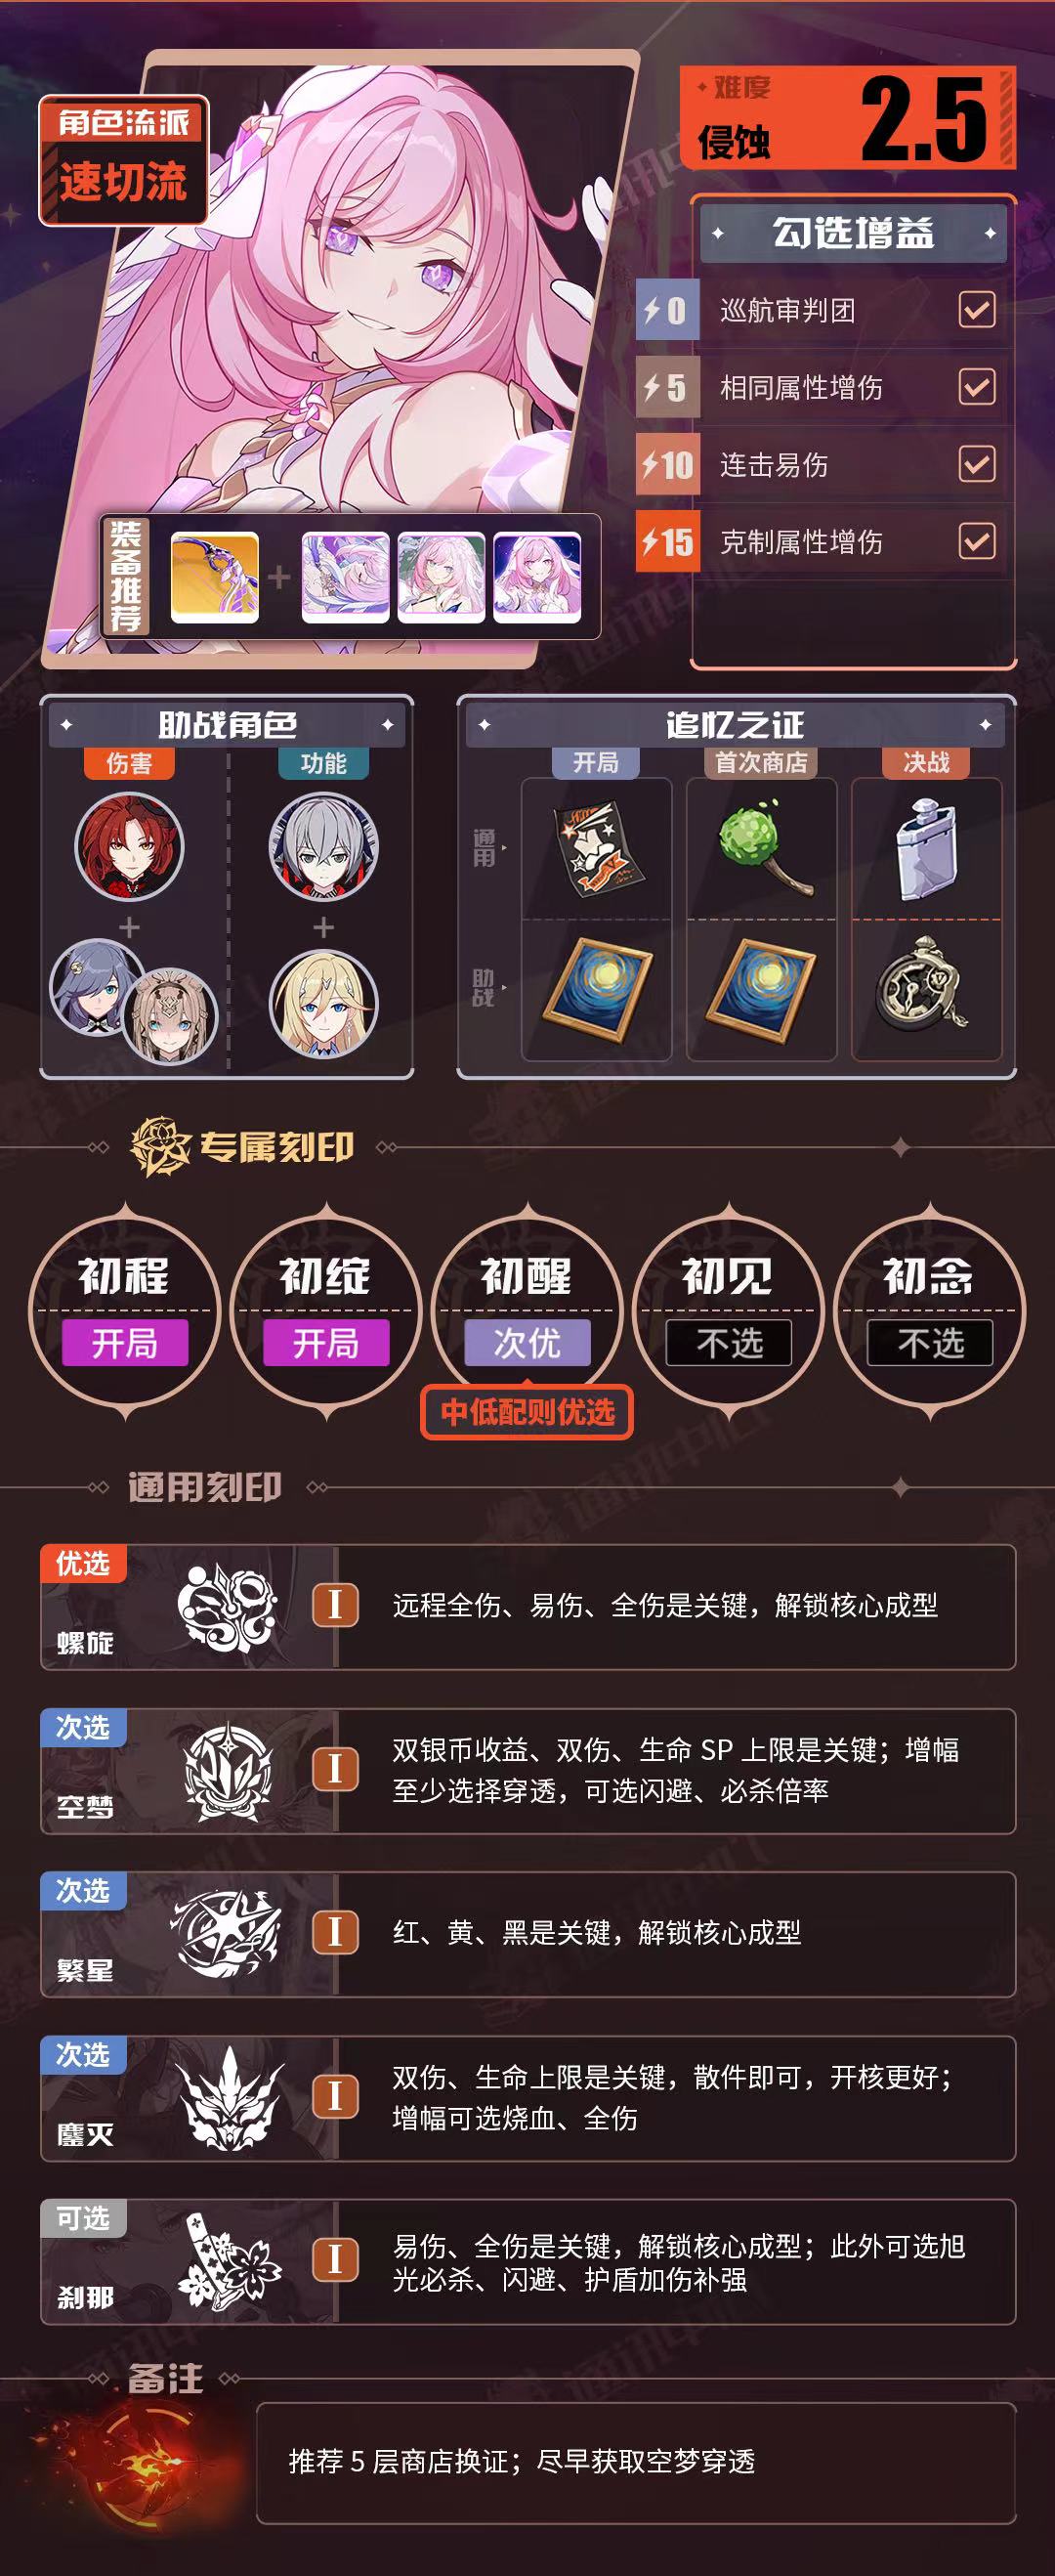 角色流派
速切流
难度
侵蚀
2.5
勾选增益
0
巡航审判团
5
相同属性增伤
10
连击易伤
15
克制属性增伤
装备推荐
+
助战角色
伤害
功能
+
+
追忆之证
开局
首次商店
决战
通用
助战
专属刻印
初程
开局
初绽
开局
初醒
次优
中低配则优选
初见
不选
初念
不选
通用刻印
优选
螺旋
I
远程全伤、易伤、全伤是关键，解锁核心成型
次选
空梦
I
双银币收益、双伤、生命 SP 上限是关键；增幅
至少选择穿透，可选闪避、必杀倍率
次选
繁星
I
红、黄、黑是关键，解锁核心成型
次选
鏖灭
I
双伤、生命上限是关键，散件即可，开核更好；
增幅可选烧血、全伤
可选
刹那
I
易伤、全伤是关键，解锁核心成型；此外可选旭
光必杀、闪避、护盾加伤补强
备注
推荐 5 层商店换证；尽早获取空梦穿透